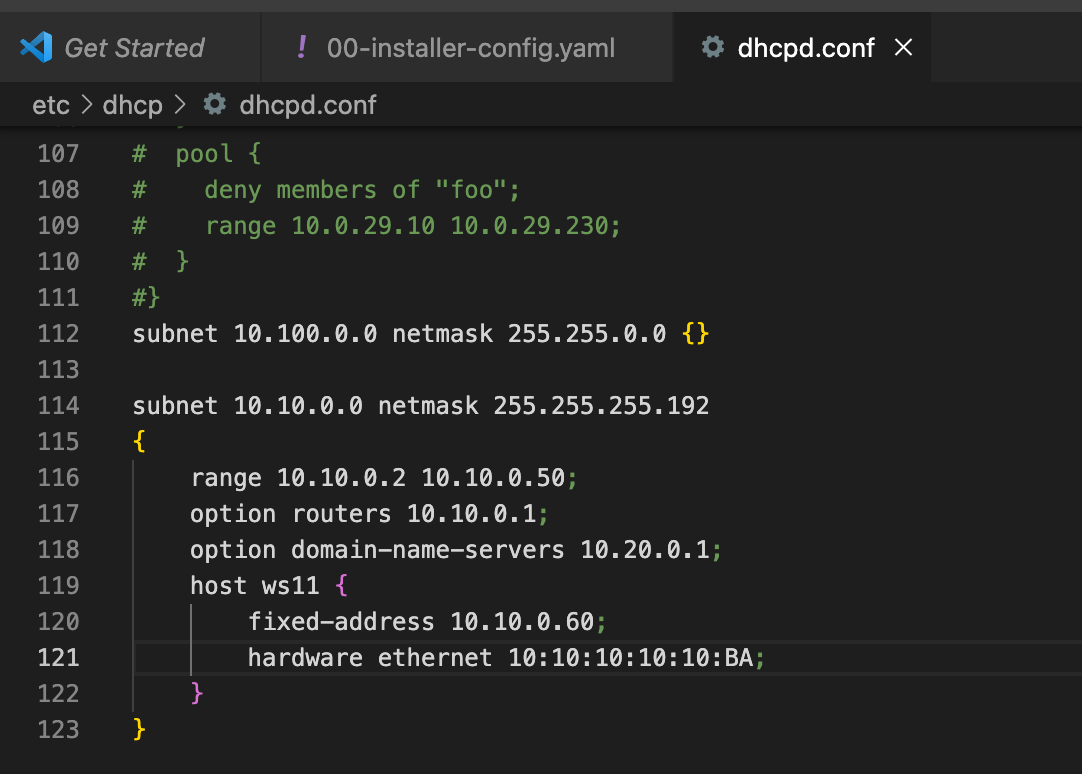 Get Started ! 00-installer-config.yaml dhcpd.conf ×
etc > dhcp > dhcpd.conf
107 #  pool {
108 #    deny members of "foo";
109 #    range 10.0.29.10 10.0.29.230;
110 #  }
111 #}
112 subnet 10.100.0.0 netmask 255.255.0.0 {}
113
114 subnet 10.10.0.0 netmask 255.255.255.192
115 {
116     range 10.10.0.2 10.10.0.50;
117     option routers 10.10.0.1;
118     option domain-name-servers 10.20.0.1;
119     host ws11 {
120         fixed-address 10.10.0.60;
121         hardware ethernet 10:10:10:10:10:BA;
122     }
123 }